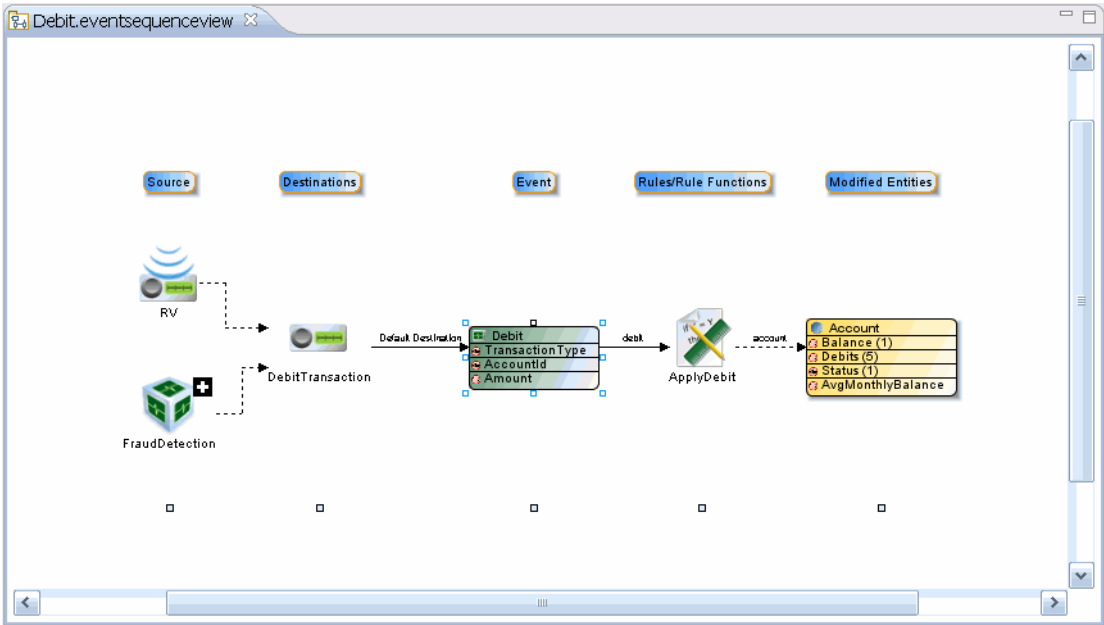 Debit.eventsequenceview
Source
Destinations
Event
Rules/Rule Functions
Modified Entities
RV
FraudDetection
DebitTransaction
Default Destination
Debit
TransactionType
AccountId
Amount
debit
ApplyDebit
account
Account
Balance (1)
Debits (5)
Status (1)
AvgMonthlyBalance